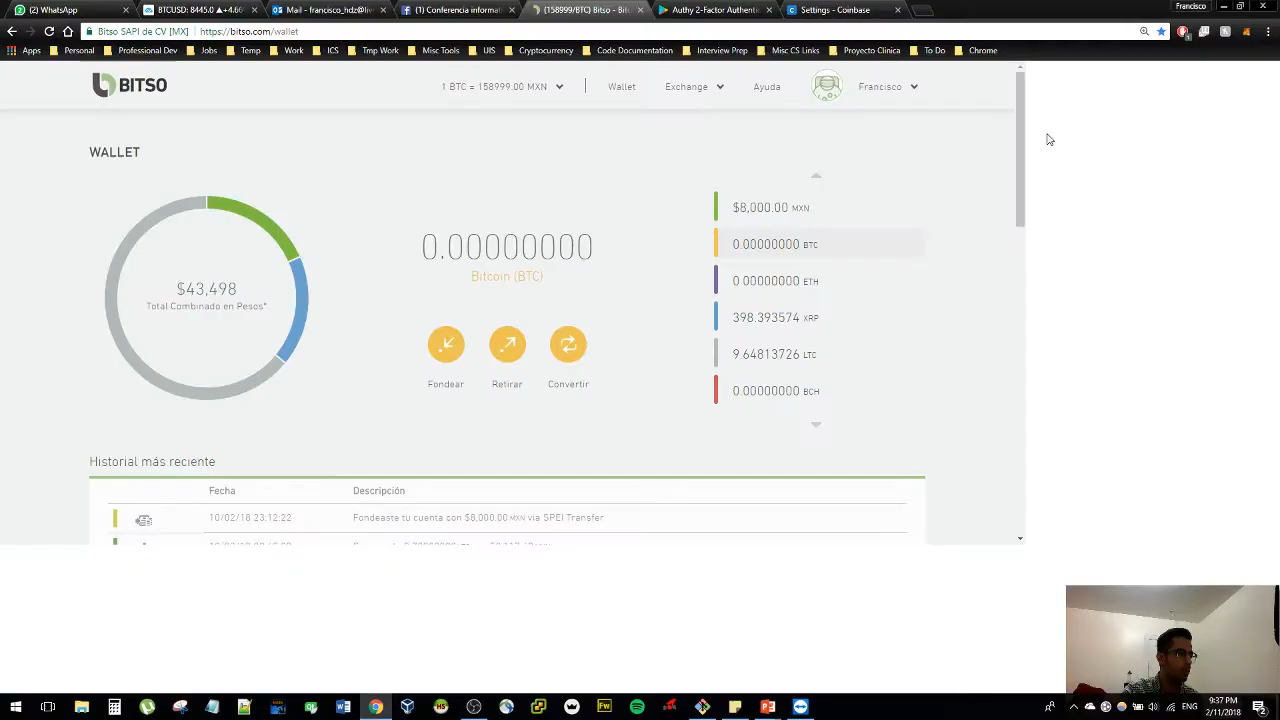 (2) WhatsApp
BTCUSD: 8445.0 ▲+4.66
Mail - francisco_hdz@live
(1) Conferencia informat
(158999/BTC) Bitso - Bit
Authy 2-Factor Authentic
Settings - Coinbase
Francisco
Bitso SAPI de CV [MX]
https://bitso.com/wallet
Apps
Personal
Professional Dev
Jobs
Temp
Work
ICS
Tmp Work
Misc Tools
UIS
Cryptocurrency
Code Documentation
Interview Prep
Misc CS Links
Proyecto Clinica
To Do
Chrome
BITSO
1 BTC = 158999.00 MXN
Wallet
Exchange
Ayuda
Francisco
WALLET
$43,498
Total Combinado en Pesos*
0.00000000
Bitcoin (BTC)
Fondear
Retirar
Convertir
$8,000.00 MXN
0.00000000 BTC
0.00000000 ETH
398.393574 XRP
9.64813726 LTC
0.00000000 BCH
Historial más reciente
Fecha
Descripción
10/02/18 23:12:22
Fondeaste tu cuenta con $8,000.00 MXN via SPEI Transfer
9:37 PM
2/11/2018